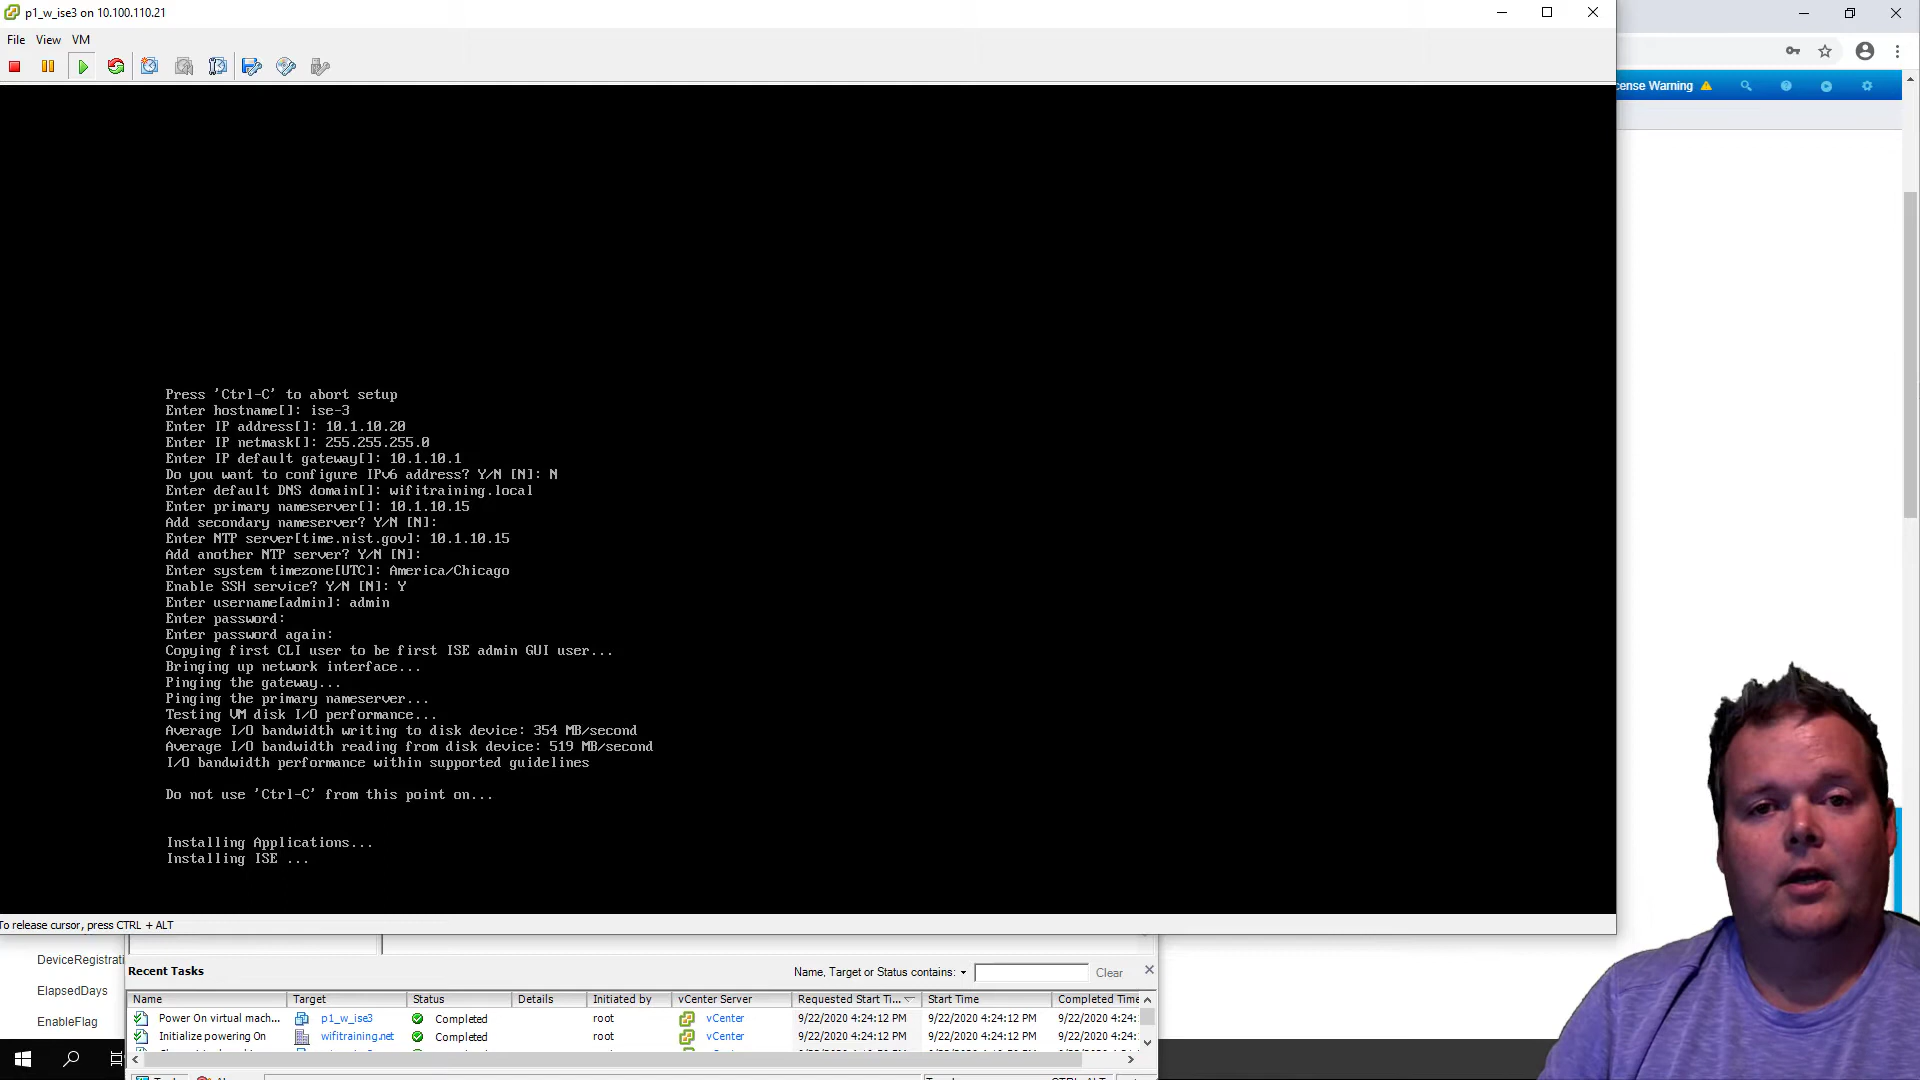 p1_w_ise3 on 10.100.110.21
File View VM
cense Warning
Press 'Ctrl-C' to abort setup
Enter hostname[]: ise-3
Enter IP address[]: 10.1.10.20
Enter IP netmask[]: 255.255.255.0
Enter IP default gateway[]: 10.1.10.1
Do you want to configure IPv6 address? Y/N [N]: N
Enter default DNS domain[]: wifitraining.local
Enter primary nameserver[]: 10.1.10.15
Add secondary nameserver? Y/N [N]:
Enter NTP server[time.nist.gov]: 10.1.10.15
Add another NTP server? Y/N [N]:
Enter system timezone[UTC]: America/Chicago
Enable SSH service? Y/N [N]: Y
Enter username[admin]: admin
Enter password:
Enter password again:
Copying first CLI user to be first ISE admin GUI user...
Bringing up network interface...
Pinging the gateway...
Pinging the primary nameserver...
Testing VM disk I/O performance...
Average I/O bandwidth writing to disk device: 354 MB/second
Average I/O bandwidth reading from disk device: 519 MB/second
I/O bandwidth performance within supported guidelines
Do not use 'Ctrl-C' from this point on...
Installing Applications...
Installing ISE ...
To release cursor, press CTRL + ALT
DeviceRegistrati
ElapsedDays
EnableFlag
Recent Tasks
Name, Target or Status contains: Clear
Name Target Status Details Initiated by vCenter Server Requested Start Ti... Start Time Completed Time
Power On virtual mach... p1_w_ise3 Completed root vCenter 9/22/2020 4:24:12 PM 9/22/2020 4:24:12 PM 9/22/2020 4:24:
Initialize powering On wifitraining.net Completed root vCenter 9/22/2020 4:24:12 PM 9/22/2020 4:24:12 PM 9/22/2020 4:24: